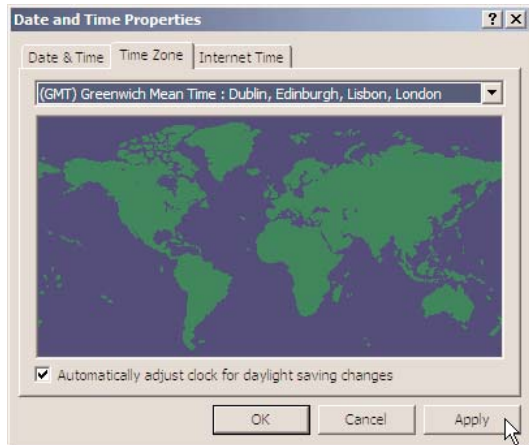 Date and Time Properties
Date & Time Time Zone Internet Time
(GMT) Greenwich Mean Time : Dublin, Edinburgh, Lisbon, London
Automatically adjust clock for daylight saving changes
OK Cancel Apply